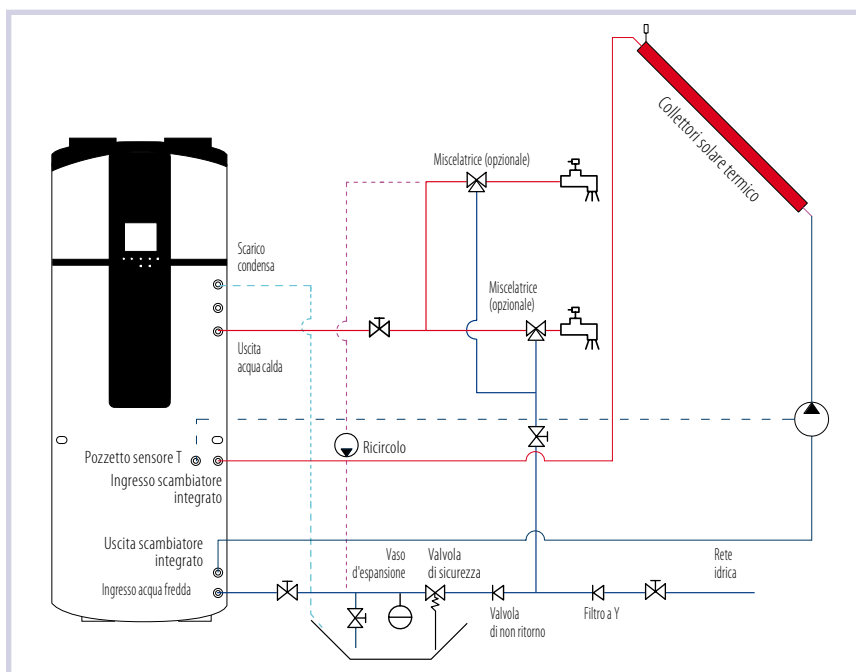 Miscelatrice (opzionale)
Collettori solare termico
Scarico
condensa
Miscelatrice
(opzionale)
Uscita
acqua calda
Ricircolo
Pozzetto sensore T
Ingresso scambiatore
integrato
Uscita scambiatore
integrato
Vaso
d'espansione
Valvola
di sicurezza
Rete
idrica
Ingresso acqua fredda
Valvola
di non ritorno
Filtro a Y